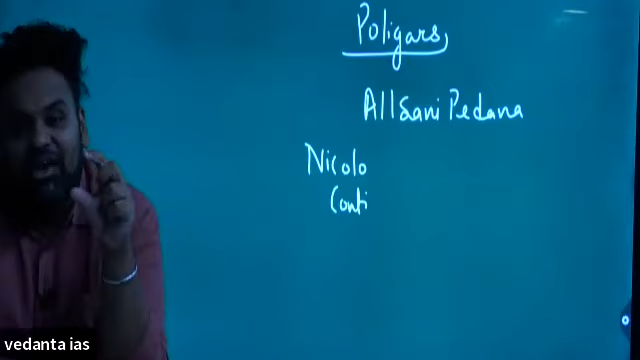 Poligars
Allsani Pedana
Nicolo
Conti
vedanta ias